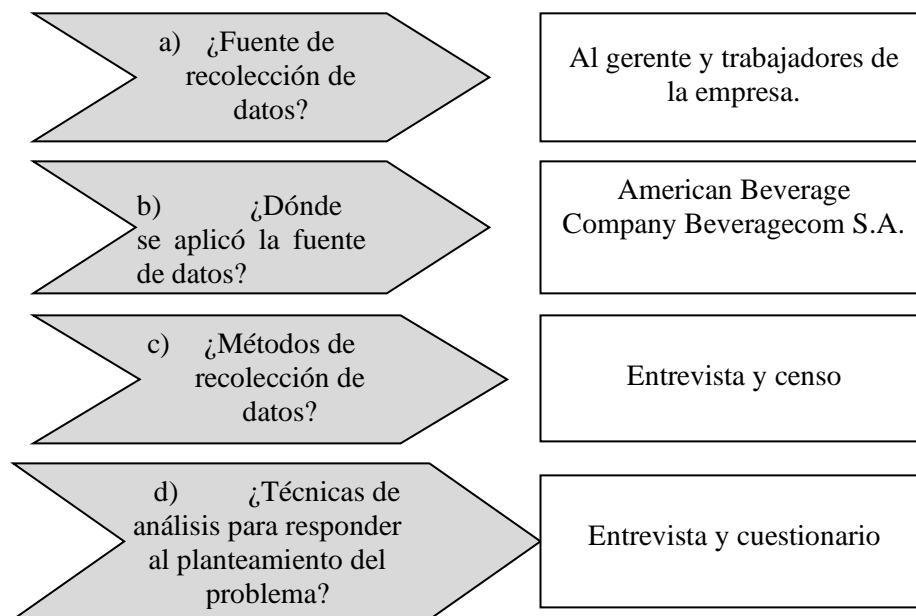 a) ¿Fuente de
recolección de
datos?
Al gerente y trabajadores de
la empresa.
b) ¿Dónde
se aplicó la fuente
de datos?
American Beverage
Company Beveragecom S.A.
c) ¿Métodos de
recolección de
datos?
Entrevista y censo
d) ¿Técnicas de
análisis para responder
al planteamiento del
problema?
Entrevista y cuestionario